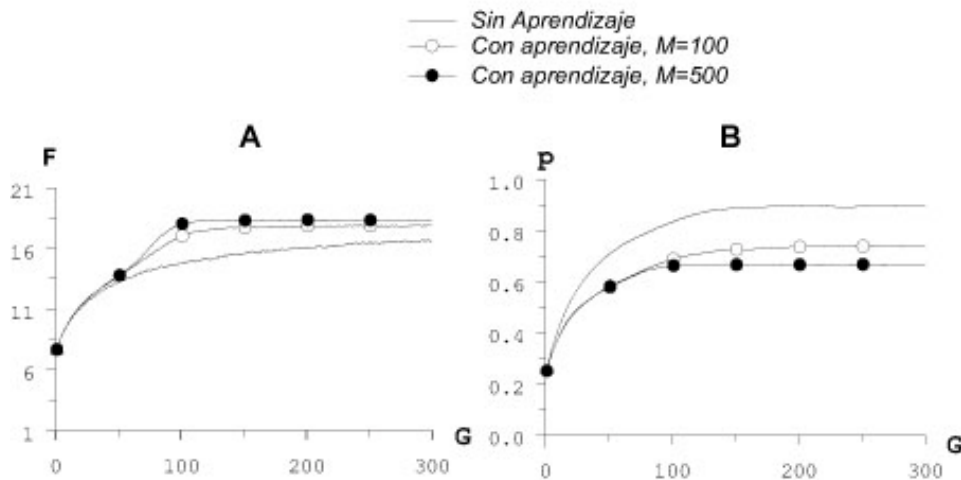 Sin Aprendizaje
Con aprendizaje, M=100
Con aprendizaje, M=500
A
B
F
21
16
11
6
1
0
100
200
300
G
p
1.0
0.8
0.6
0.4
0.2
0.0
0
100
200
300
G